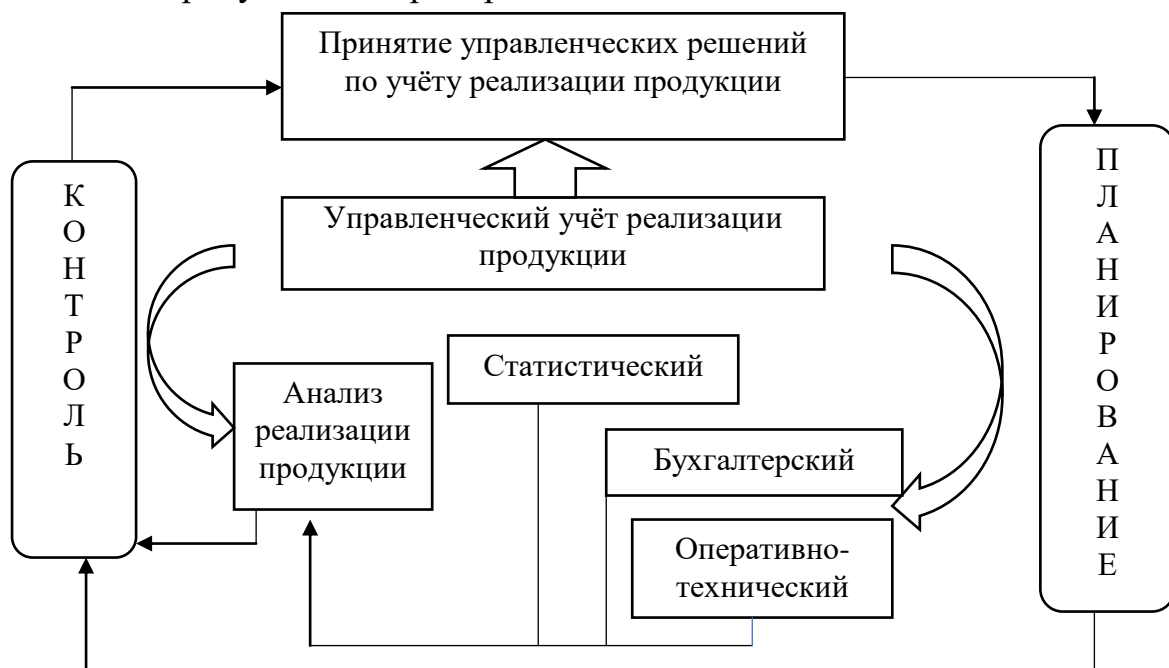 Принятие управленческих решений
по учёту реализации продукции
Управленческий учёт реализации
продукции
К
О
Н
Т
Р
О
Л
Ь
П
Л
А
Н
И
Р
О
В
А
Н
И
Е
Статистический
Анализ
реализации
продукции
Бухгалтерский
Оперативно-
технический